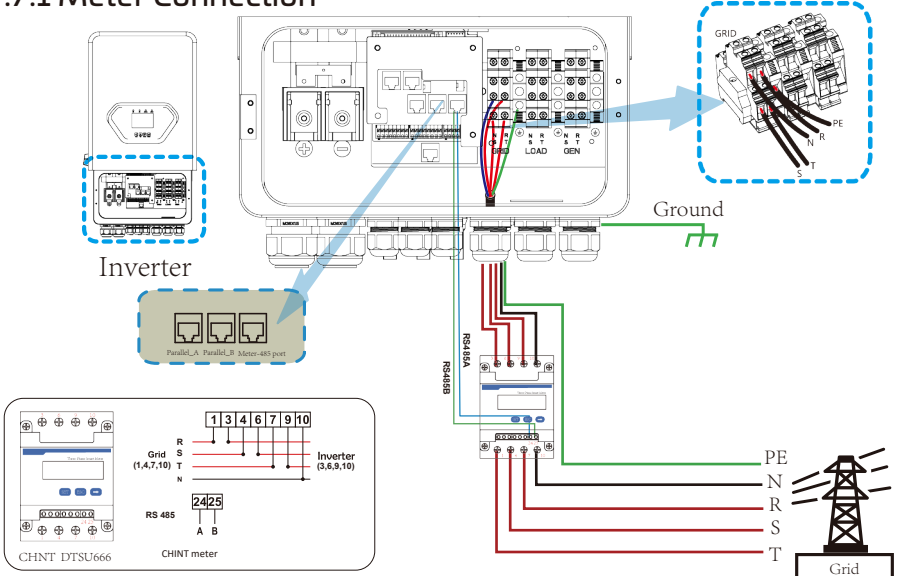 .7.1 Meter Connection
GRID
PE
R
N
T
S
N R N R N R
S T S T S T
GRID LOAD GEN
Ground
Inverter
Parallel_A Parallel_B Meter-485 port
RS485A
RS485B
1 3 4 6 7 9 10
R
S
T
N
Grid
(1,4,7,10)
Inverter
(3,6,9,10)
24 25
RS 485
A B
CHNT DTSU666
CHINT meter
PE
N
R
S
T
Grid